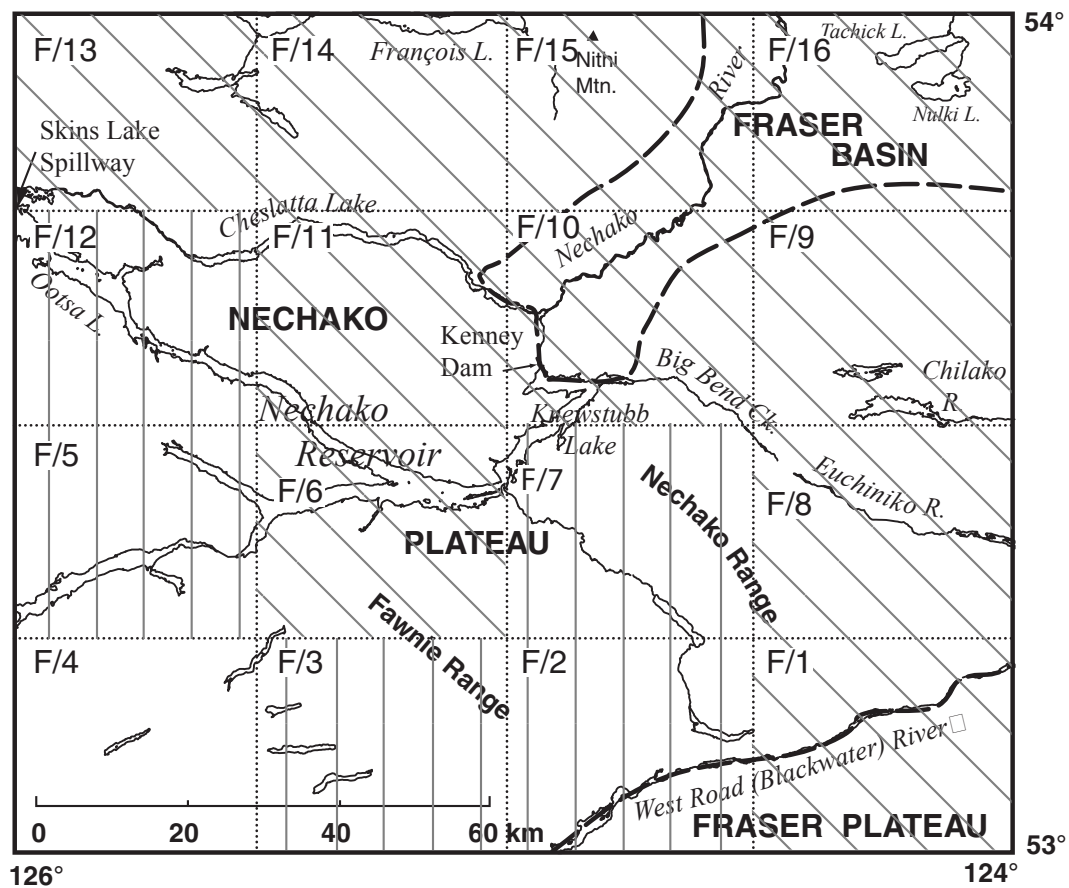 54°
F/13
F/14
François L.
F/15
Nithi
Mtn.
River
F/16
Tachick L.
Nulki L.
FRASER
BASIN
Skins Lake
Spillway
Cheslatta Lake
F/12
F/11
F/10
Nechako
F/9
Ootsa L.
NECHAKO
Kenney
Dam
Big Bend Ck.
Chilako
R
Nechako
Reservoir
Knewstubb
Lake
F/5
F/6
F/7
F/8
Euchiniko R.
Nechako Range
PLATEAU
Fawnie Range
F/4
F/3
F/2
F/1
West Road (Blackwater) River
FRASER PLATEAU
0 20 40 60 km
53°
126°
124°